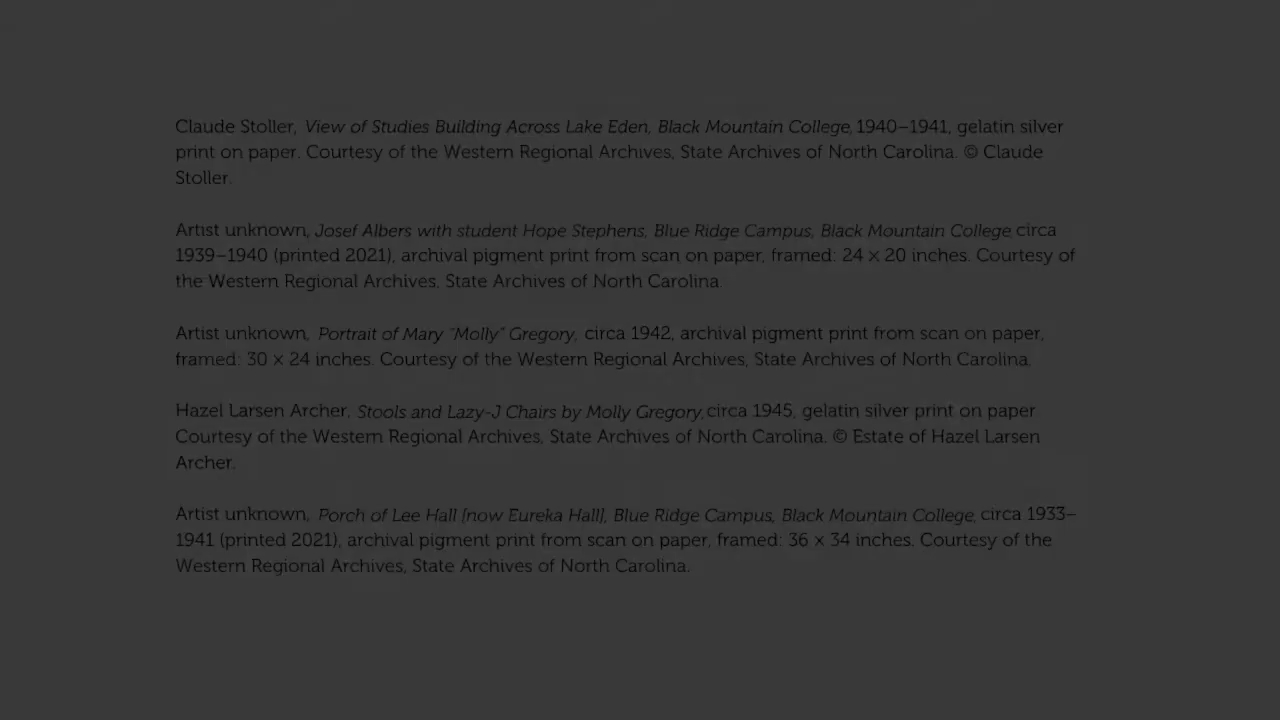 Claude Stoller, View of Studies Building Across Lake Eden, Black Mountain College, 1940–1941, gelatin silver
print on paper. Courtesy of the Western Regional Archives, State Archives of North Carolina. © Claude
Stoller.
Artist unknown, Josef Albers with student Hope Stephens, Blue Ridge Campus, Black Mountain College, circa
1939–1940 (printed 2021), archival pigment print from scan on paper, framed: 24 × 20 inches. Courtesy of
the Western Regional Archives, State Archives of North Carolina.
Artist unknown, Portrait of Mary "Molly" Gregory, circa 1942, archival pigment print from scan on paper,
framed: 30 × 24 inches. Courtesy of the Western Regional Archives, State Archives of North Carolina.
Hazel Larsen Archer, Stools and Lazy-J Chairs by Molly Gregory, circa 1945, gelatin silver print on paper
Courtesy of the Western Regional Archives, State Archives of North Carolina. © Estate of Hazel Larsen
Archer.
Artist unknown, Porch of Lee Hall [now Eureka Hall], Blue Ridge Campus, Black Mountain College, circa 1933–
1941 (printed 2021), archival pigment print from scan on paper, framed: 36 × 34 inches. Courtesy of the
Western Regional Archives, State Archives of North Carolina.